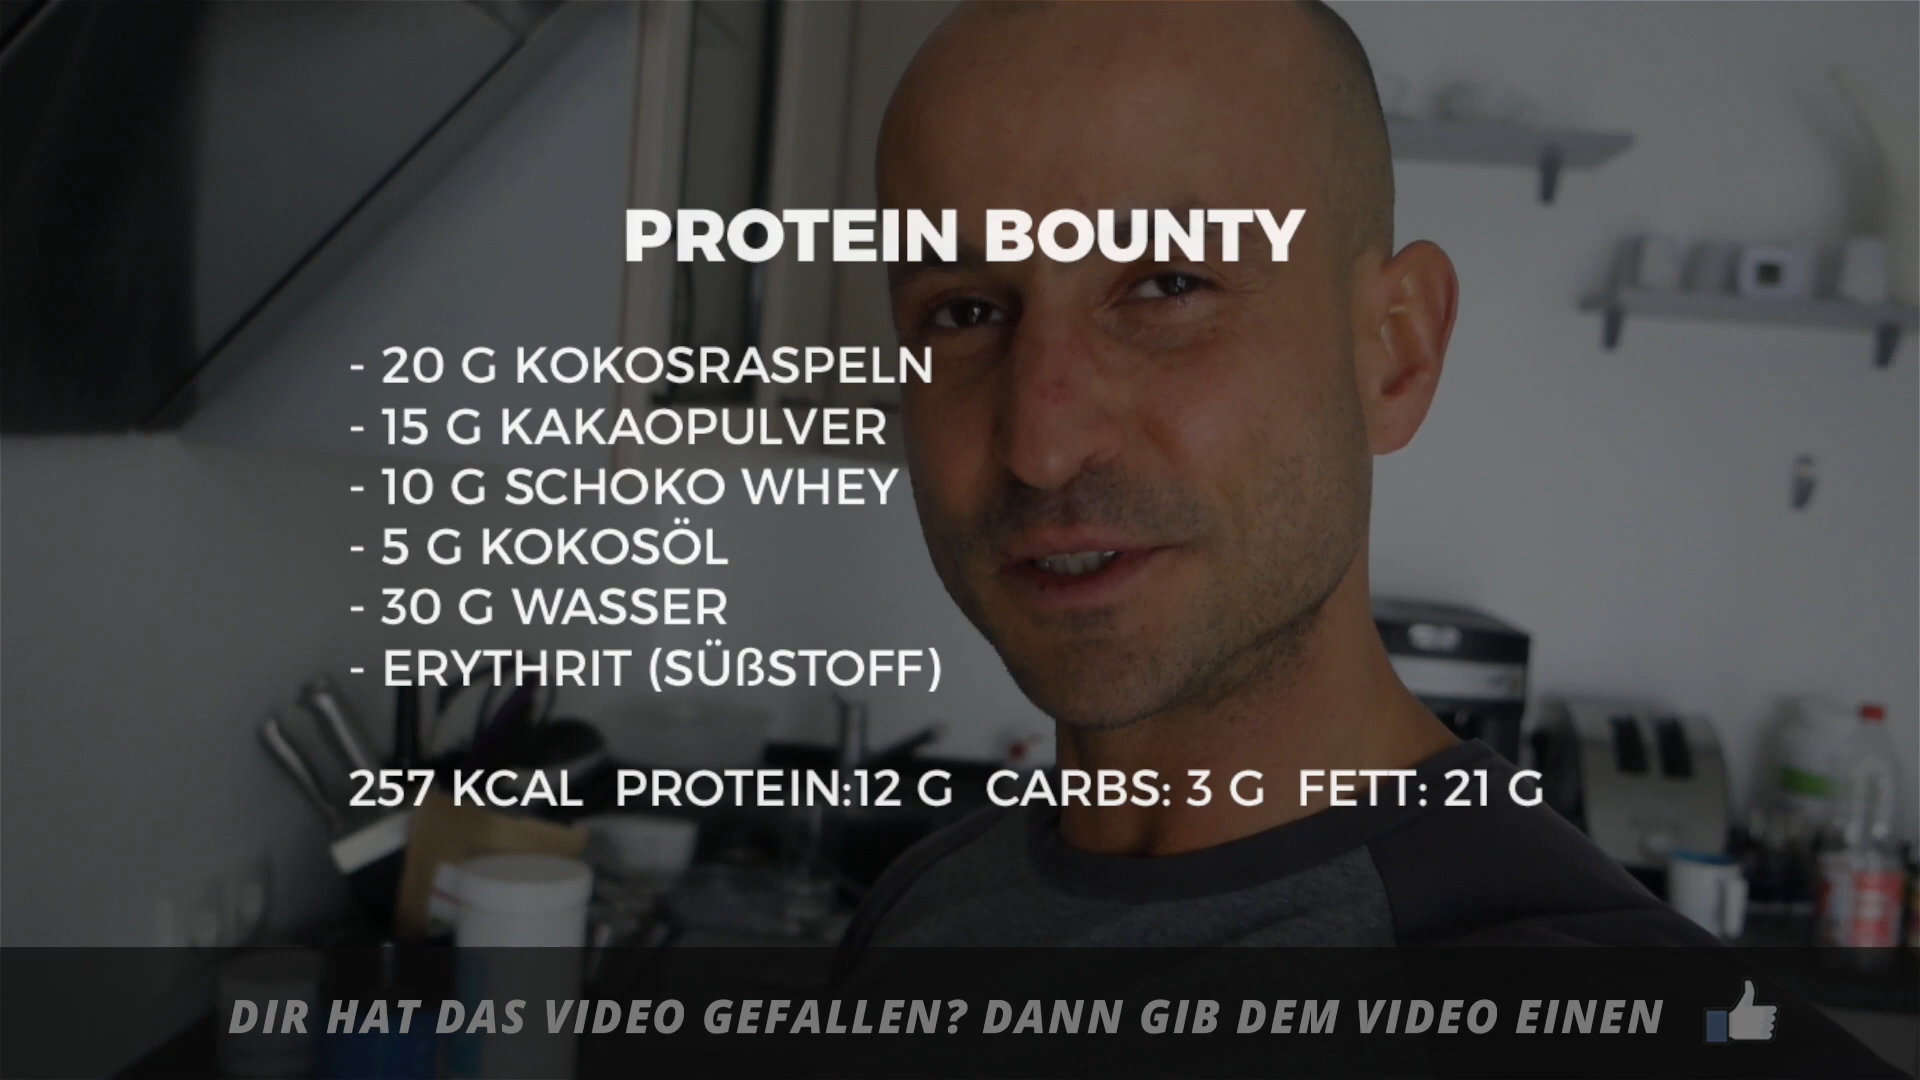 PROTEIN BOUNTY
- 20 G KOKOSRASPELN
- 15 G KAKAOPULVER
- 10 G SCHOKO WHEY
- 5 G KOKOSÖL
- 30 G WASSER
- ERYTHRIT (SÜßSTOFF)
257 KCAL PROTEIN:12 G CARBS: 3 G FETT: 21 G
DIR HAT DAS VIDEO GEFALLEN? DANN GIB DEM VIDEO EINEN